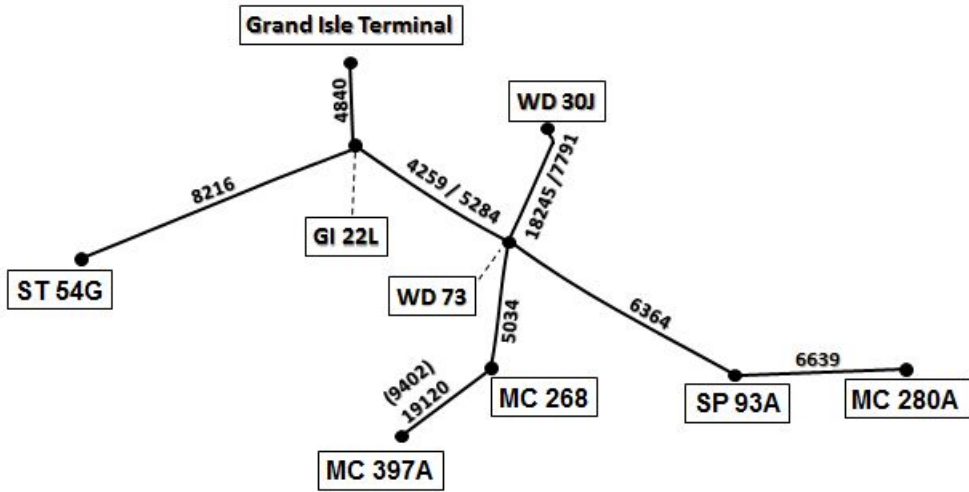 Grand Isle Terminal
4840
WD 30J
18245 /7791
8216
4259 / 5284
GI 22L
ST 54G
WD 73
5034
6364
6639
(9402)
19120
MC 268
SP 93A
MC 280A
MC 397A